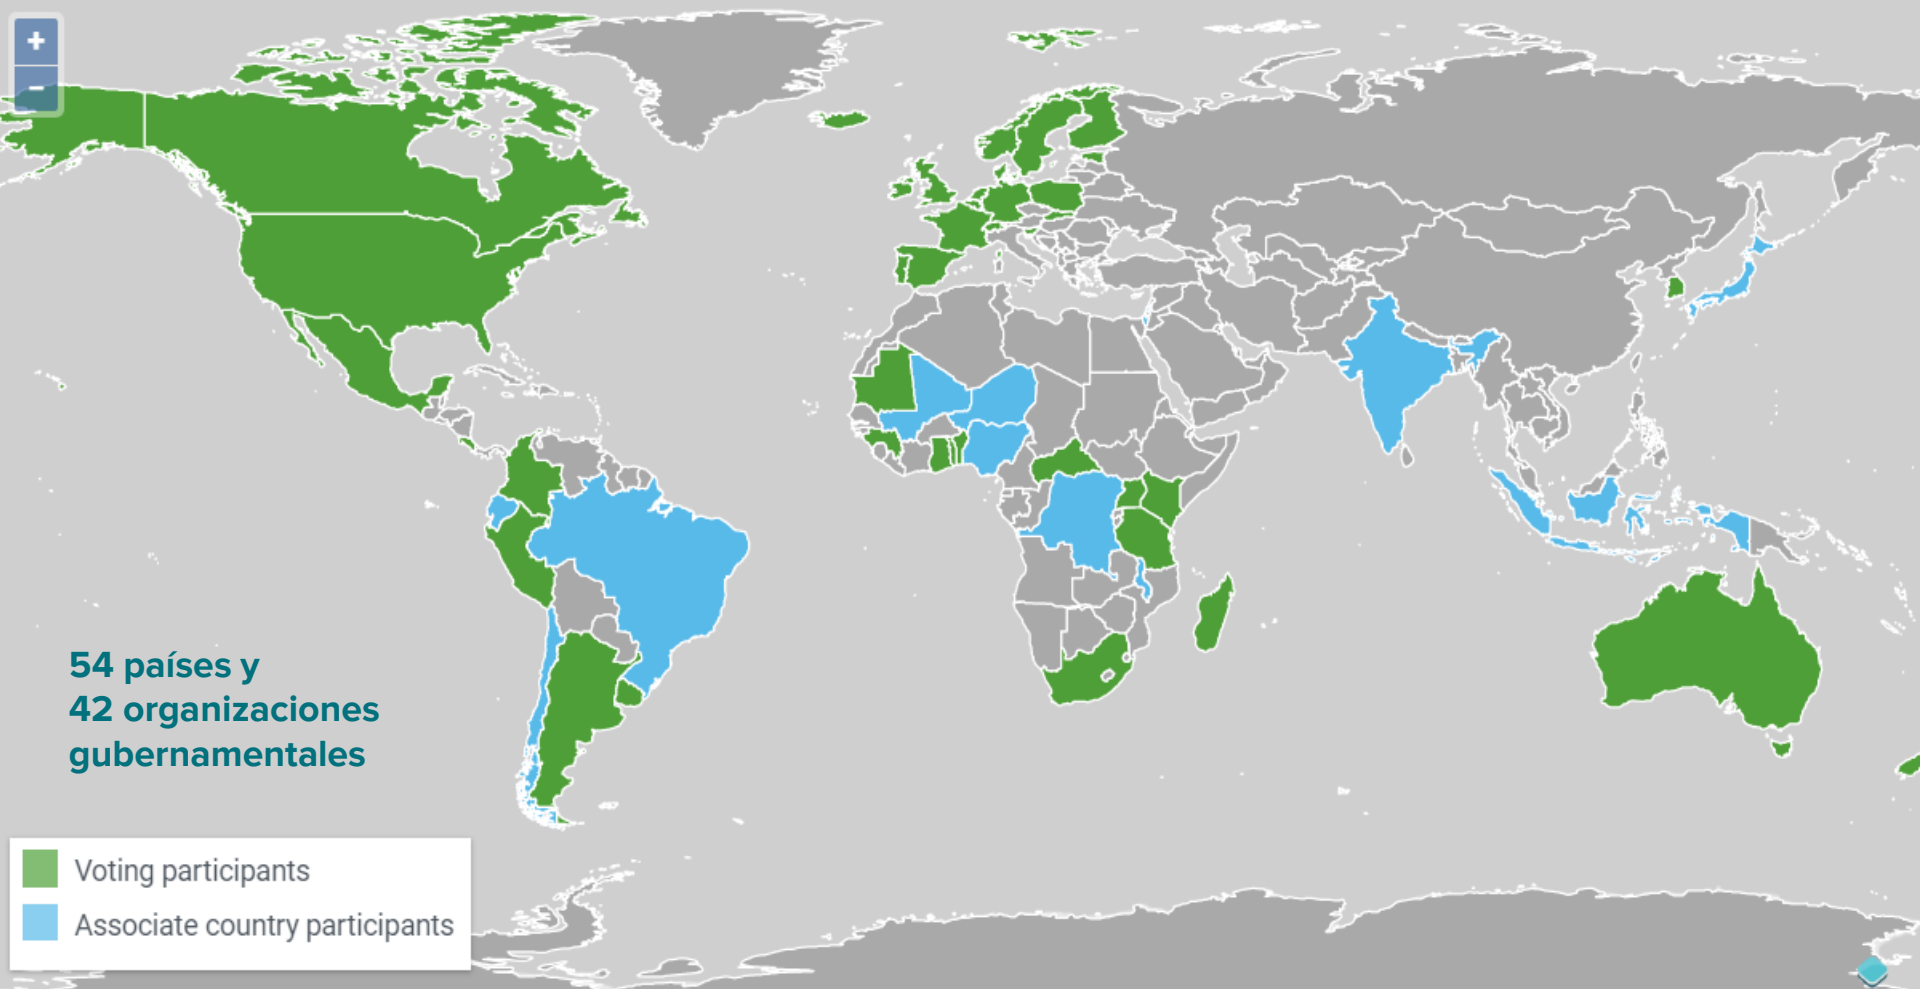 +
-
54 países y
42 organizaciones
gubernamentales
Voting participants
Associate country participants